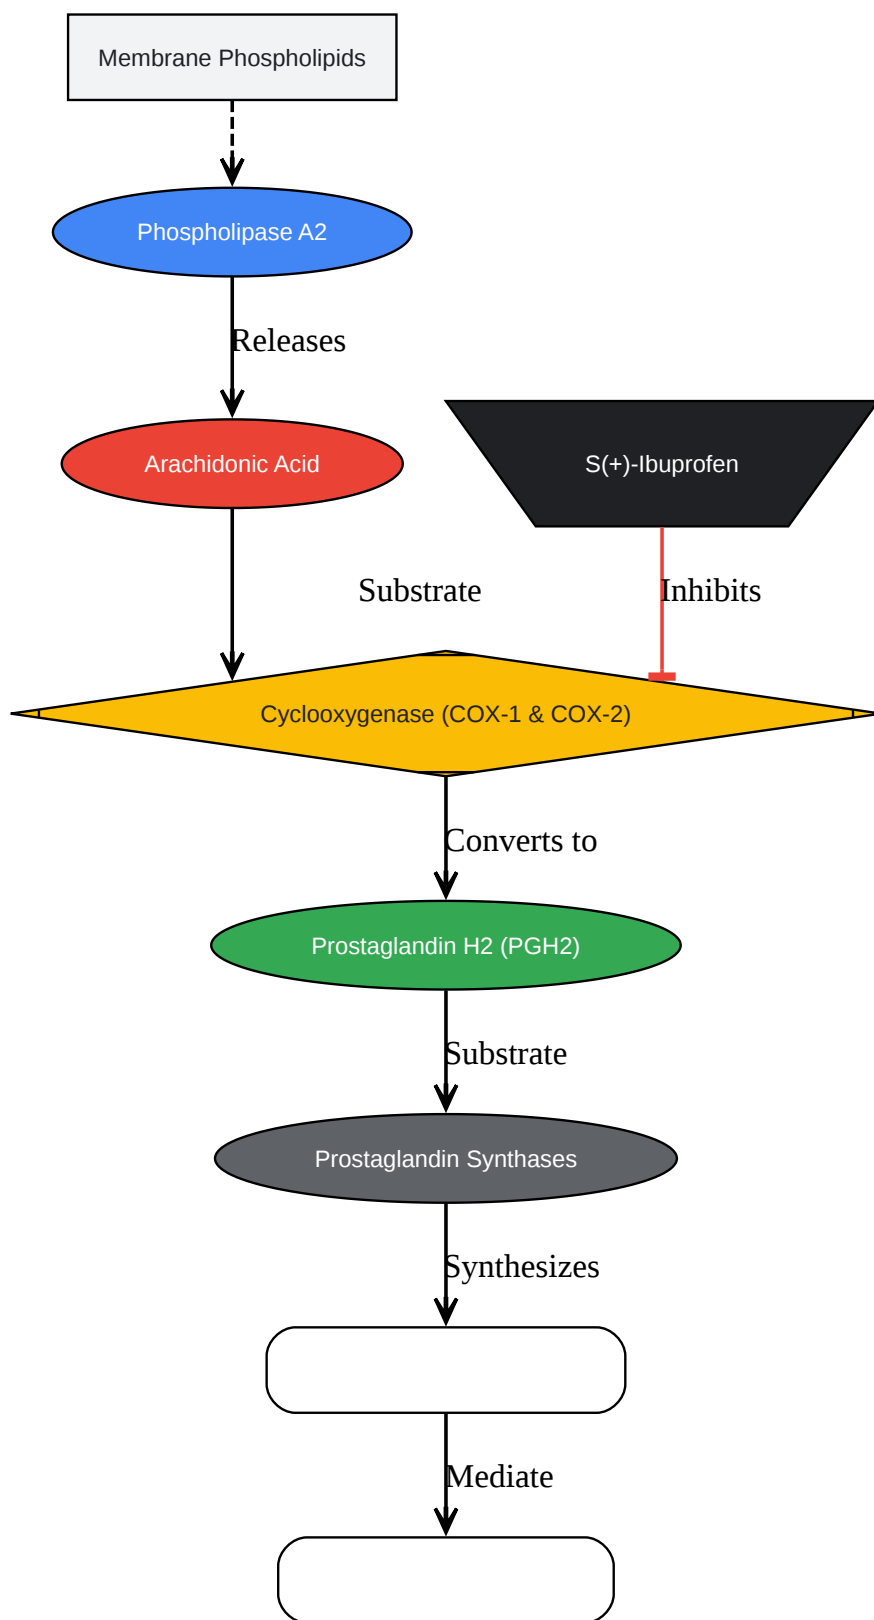 Membrane Phospholipids
Phospholipase A2
Releases
Arachidonic Acid
S(+)-Ibuprofen
Substrate
Inhibits
Cyclooxygenase (COX-1 & COX-2)
Converts to
Prostaglandin H2 (PGH2)
Substrate
Prostaglandin Synthases
Synthesizes
Mediate